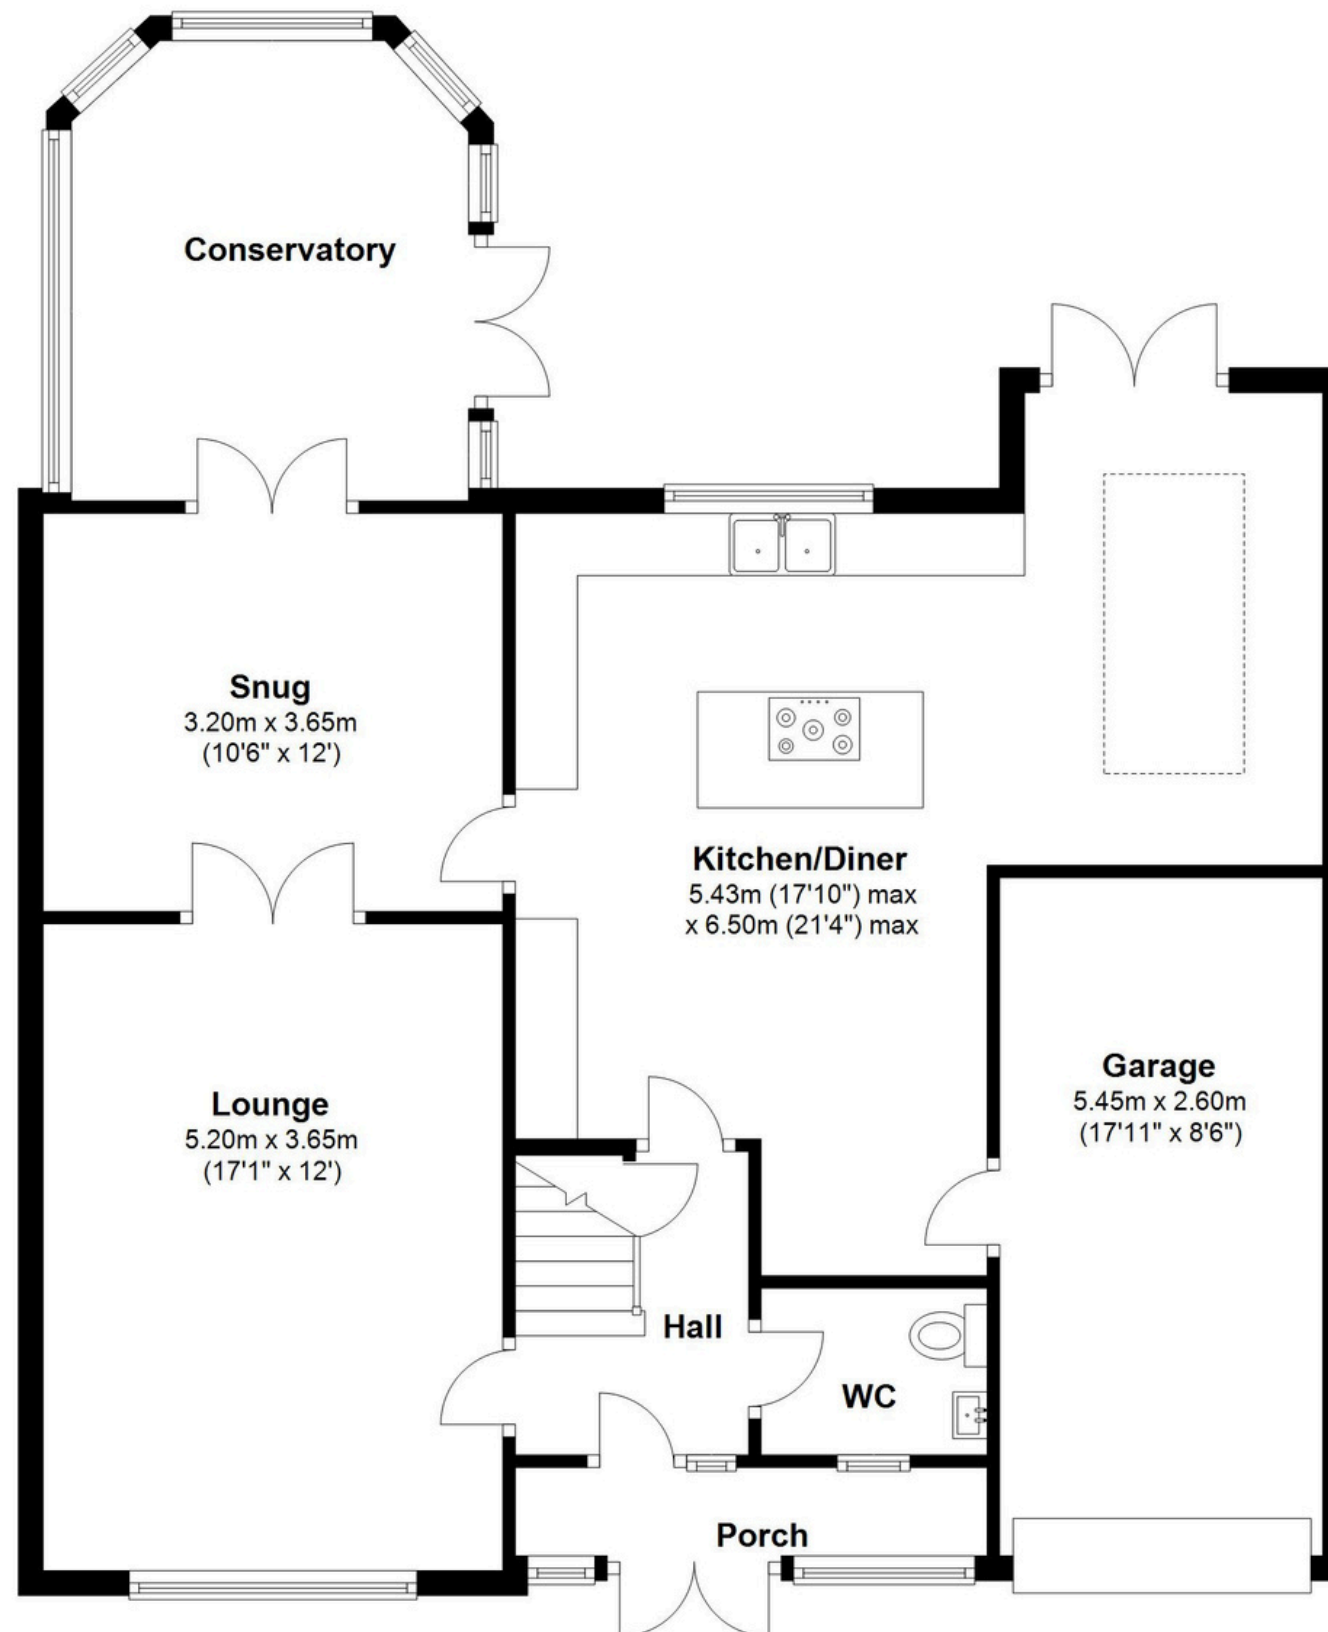 Conservatory
Snug
3.20m x 3.65m
(10'6" x 12')
Kitchen/Diner
5.43m (17'10") max
x 6.50m (21'4") max
Lounge
5.20m x 3.65m
(17'1" x 12')
Garage
5.45m x 2.60m
(17'11" x 8'6")
Hall
WC
Porch